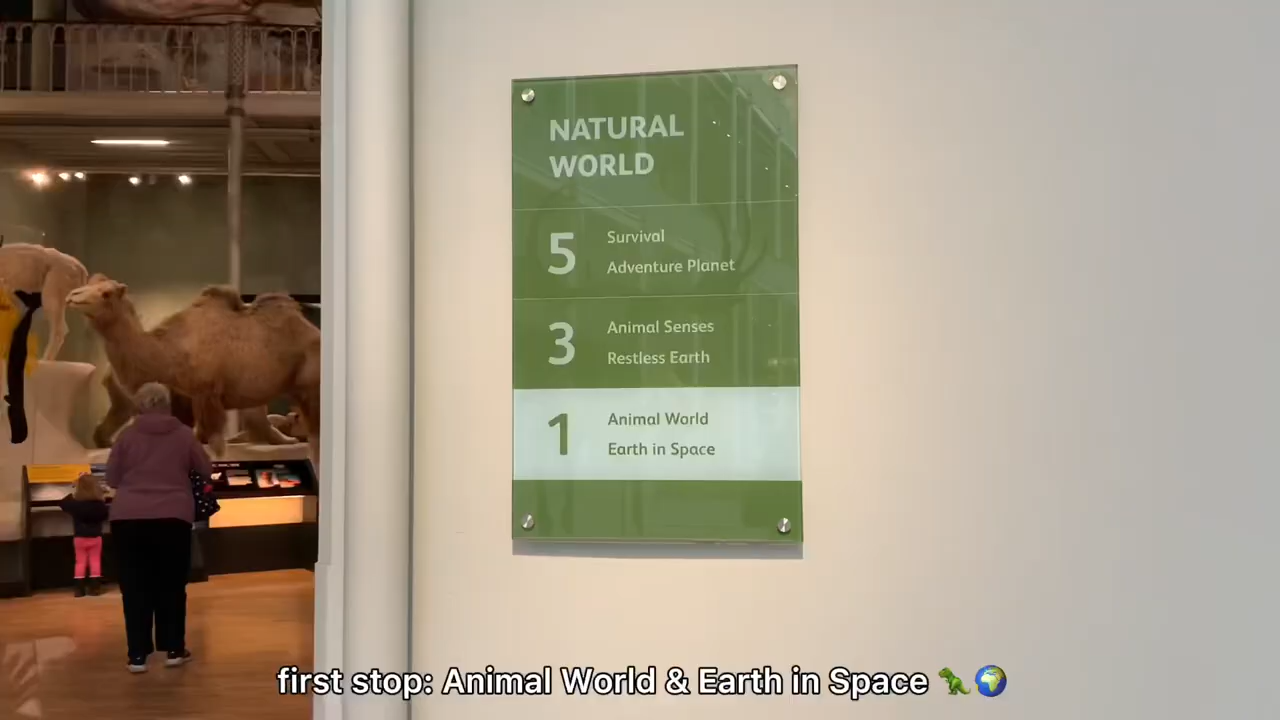 NATURAL
WORLD
5
Survival
Adventure Planet
3
Animal Senses
Restless Earth
1
Animal World
Earth in Space
first stop: Animal World & Earth in Space 🦖🌍